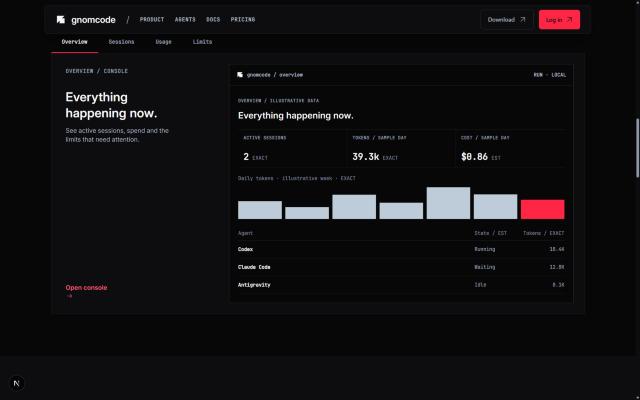 gnomcode / PRODUCT AGENTS DOCS PRICING Download Log in
Overview Sessions Usage Limits
OVERVIEW / CONSOLE
Everything
happening now.
See active sessions, spend and the
limits that need attention.
Open console
→
gnomcode / overview RUN · LOCAL
OVERVIEW / ILLUSTRATIVE DATA
Everything happening now.
ACTIVE SESSIONS TOKENS / SAMPLE DAY COST / SAMPLE DAY
2 EXACT 39.3k EXACT $0.86 EST
Daily tokens · illustrative week · EXACT
Agent State / EST Tokens / EXACT
Codex Running 18.4K
Claude Code Waiting 12.8K
Antigravity Idle 8.1K
N